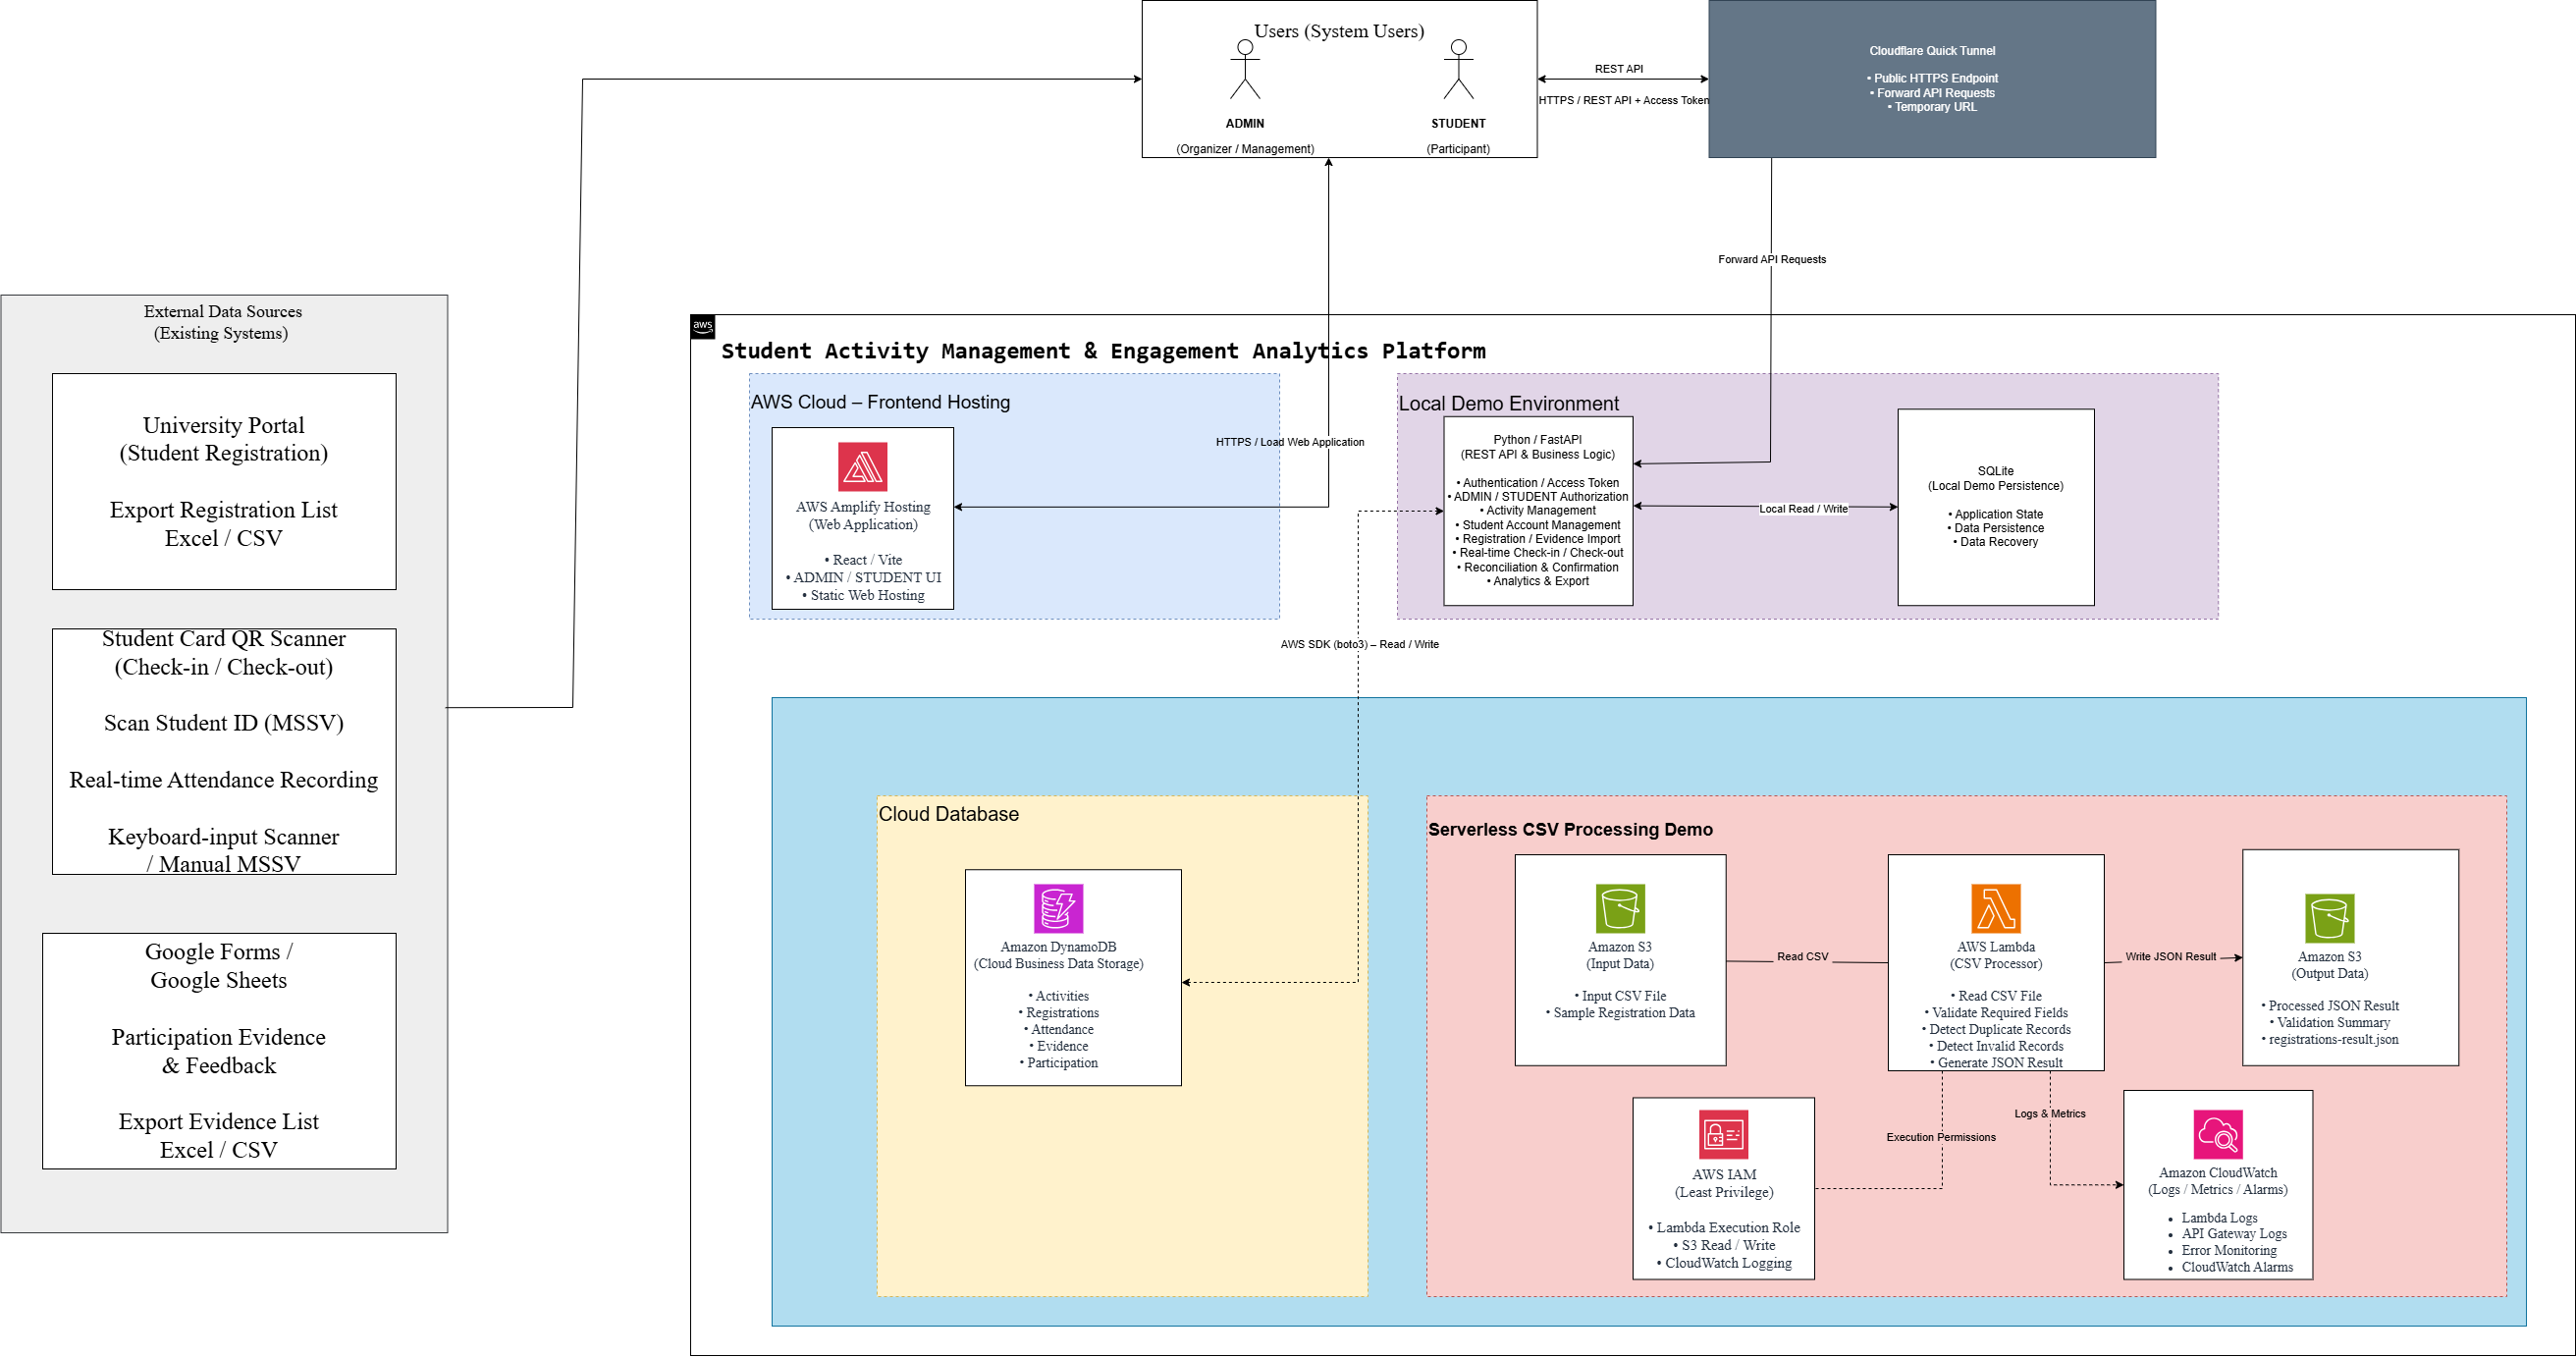 Users (System Users)
ADMIN
(Organizer / Management)
STUDENT
(Participant)
REST API
HTTPS / REST API + Access Token
Cloudflare Quick Tunnel
• Public HTTPS Endpoint
• Forward API Requests
• Temporary URL
Forward API Requests
External Data Sources
(Existing Systems)
University Portal
(Student Registration)
Export Registration List
Excel / CSV
Student Card QR Scanner
(Check-in / Check-out)
Scan Student ID (MSSV)
Real-time Attendance Recording
Keyboard-input Scanner
/ Manual MSSV
Google Forms /
Google Sheets
Participation Evidence
& Feedback
Export Evidence List
Excel / CSV
aws
Student Activity Management & Engagement Analytics Platform
AWS Cloud – Frontend Hosting
AWS Amplify Hosting
(Web Application)
• React / Vite
• ADMIN / STUDENT UI
• Static Web Hosting
HTTPS / Load Web Application
Local Demo Environment
Python / FastAPI
(REST API & Business Logic)
• Authentication / Access Token
• ADMIN / STUDENT Authorization
• Activity Management
• Student Account Management
• Registration / Evidence Import
• Real-time Check-in / Check-out
• Reconciliation & Confirmation
• Analytics & Export
Local Read / Write
SQLite
(Local Demo Persistence)
• Application State
• Data Persistence
• Data Recovery
AWS SDK (boto3) – Read / Write
Cloud Database
Amazon DynamoDB
(Cloud Business Data Storage)
• Activities
• Registrations
• Attendance
• Evidence
• Participation
Serverless CSV Processing Demo
Amazon S3
(Input Data)
• Input CSV File
• Sample Registration Data
Read CSV
AWS Lambda
(CSV Processor)
• Read CSV File
• Validate Required Fields
• Detect Duplicate Records
• Detect Invalid Records
• Generate JSON Result
Write JSON Result
Amazon S3
(Output Data)
• Processed JSON Result
• Validation Summary
• registrations-result.json
Logs & Metrics
Execution Permissions
AWS IAM
(Least Privilege)
• Lambda Execution Role
• S3 Read / Write
• CloudWatch Logging
Amazon CloudWatch
(Logs / Metrics / Alarms)
• Lambda Logs
• API Gateway Logs
• Error Monitoring
• CloudWatch Alarms